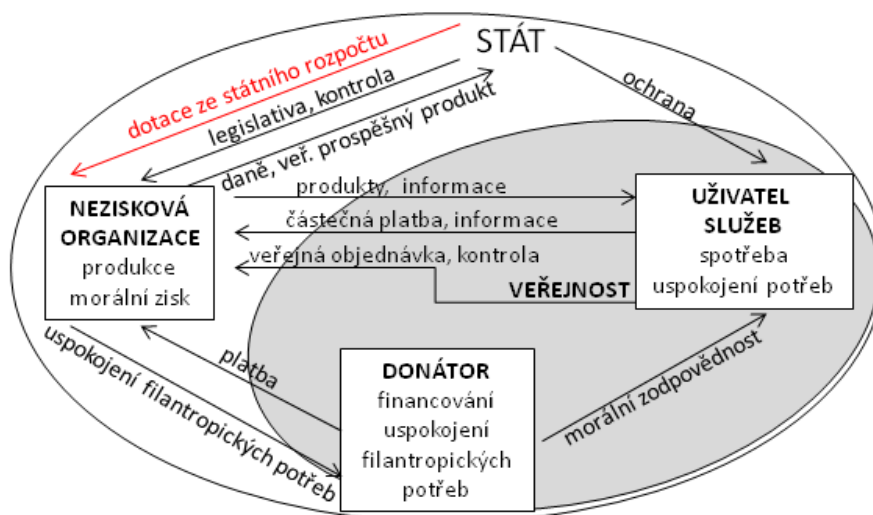 STÁT
dotace ze státního rozpočtu
legislativa, kontrola
daně, veř. prospěšný produkt
ochrana
NEZISKOVÁ
ORGANIZACE
produkce
morální zisk
produkty, informace
částečná platba, informace
veřejná objednávka, kontrola
VEŘEJNOST
UŽIVATEL
SLUŽEB
spotřeba
uspokojení potřeb
uspokojení filantropických potřeb
platba
DONÁTOR
financování
uspokojení
filantropických
potřeb
morální zodpovědnost